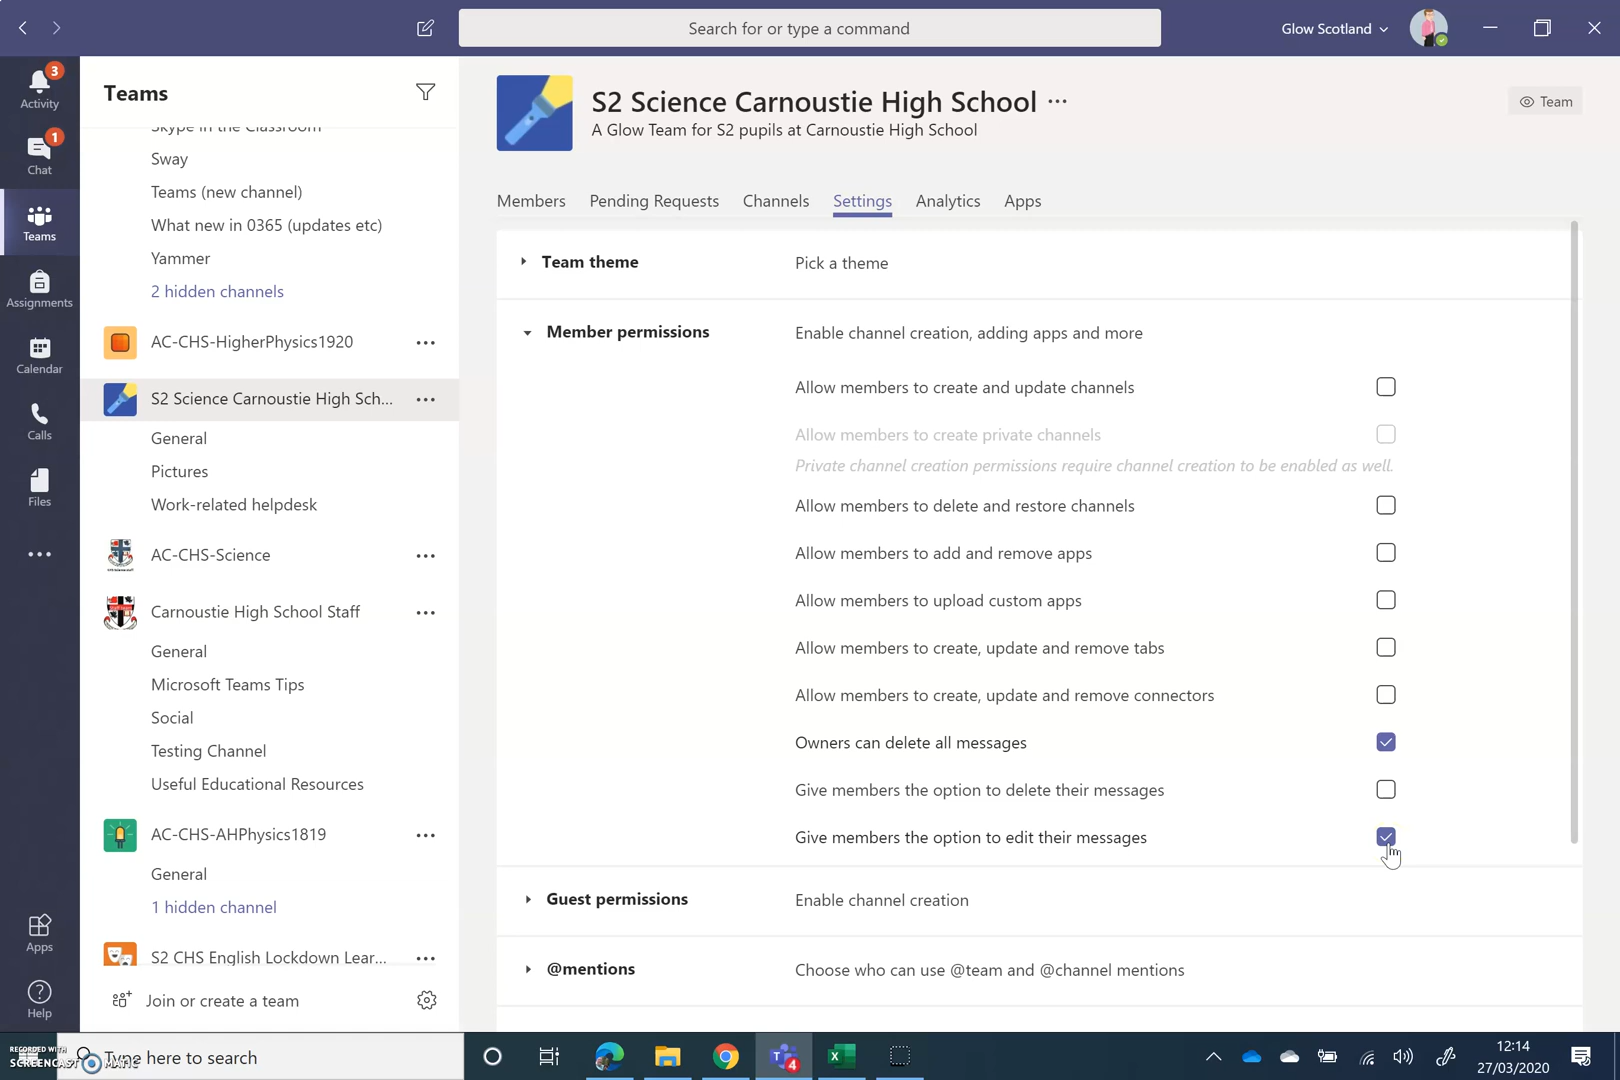 Search for or type a command
Glow Scotland
3
Activity
1
Chat
Teams
Assignments
Calendar
Calls
Files
Apps
Help
Teams
Skype in the Classroom
Sway
Teams (new channel)
What new in 0365 (updates etc)
Yammer
2 hidden channels
AC-CHS-HigherPhysics1920
S2 Science Carnoustie High Sch...
General
Pictures
Work-related helpdesk
AC-CHS-Science
Carnoustie High School Staff
General
Microsoft Teams Tips
Social
Testing Channel
Useful Educational Resources
AC-CHS-AHPhysics1819
General
1 hidden channel
S2 CHS English Lockdown Lear...
Join or create a team
S2 Science Carnoustie High School
A Glow Team for S2 pupils at Carnoustie High School
Team
Members Pending Requests Channels Settings Analytics Apps
Team theme Pick a theme
Member permissions Enable channel creation, adding apps and more
Allow members to create and update channels
Allow members to create private channels
Private channel creation permissions require channel creation to be enabled as well.
Allow members to delete and restore channels
Allow members to add and remove apps
Allow members to upload custom apps
Allow members to create, update and remove tabs
Allow members to create, update and remove connectors
Owners can delete all messages
Give members the option to delete their messages
Give members the option to edit their messages
Guest permissions Enable channel creation
@mentions Choose who can use @team and @channel mentions
RECORDED WITH
SCREENCAST MATIC
Type here to search
4
12:14
27/03/2020